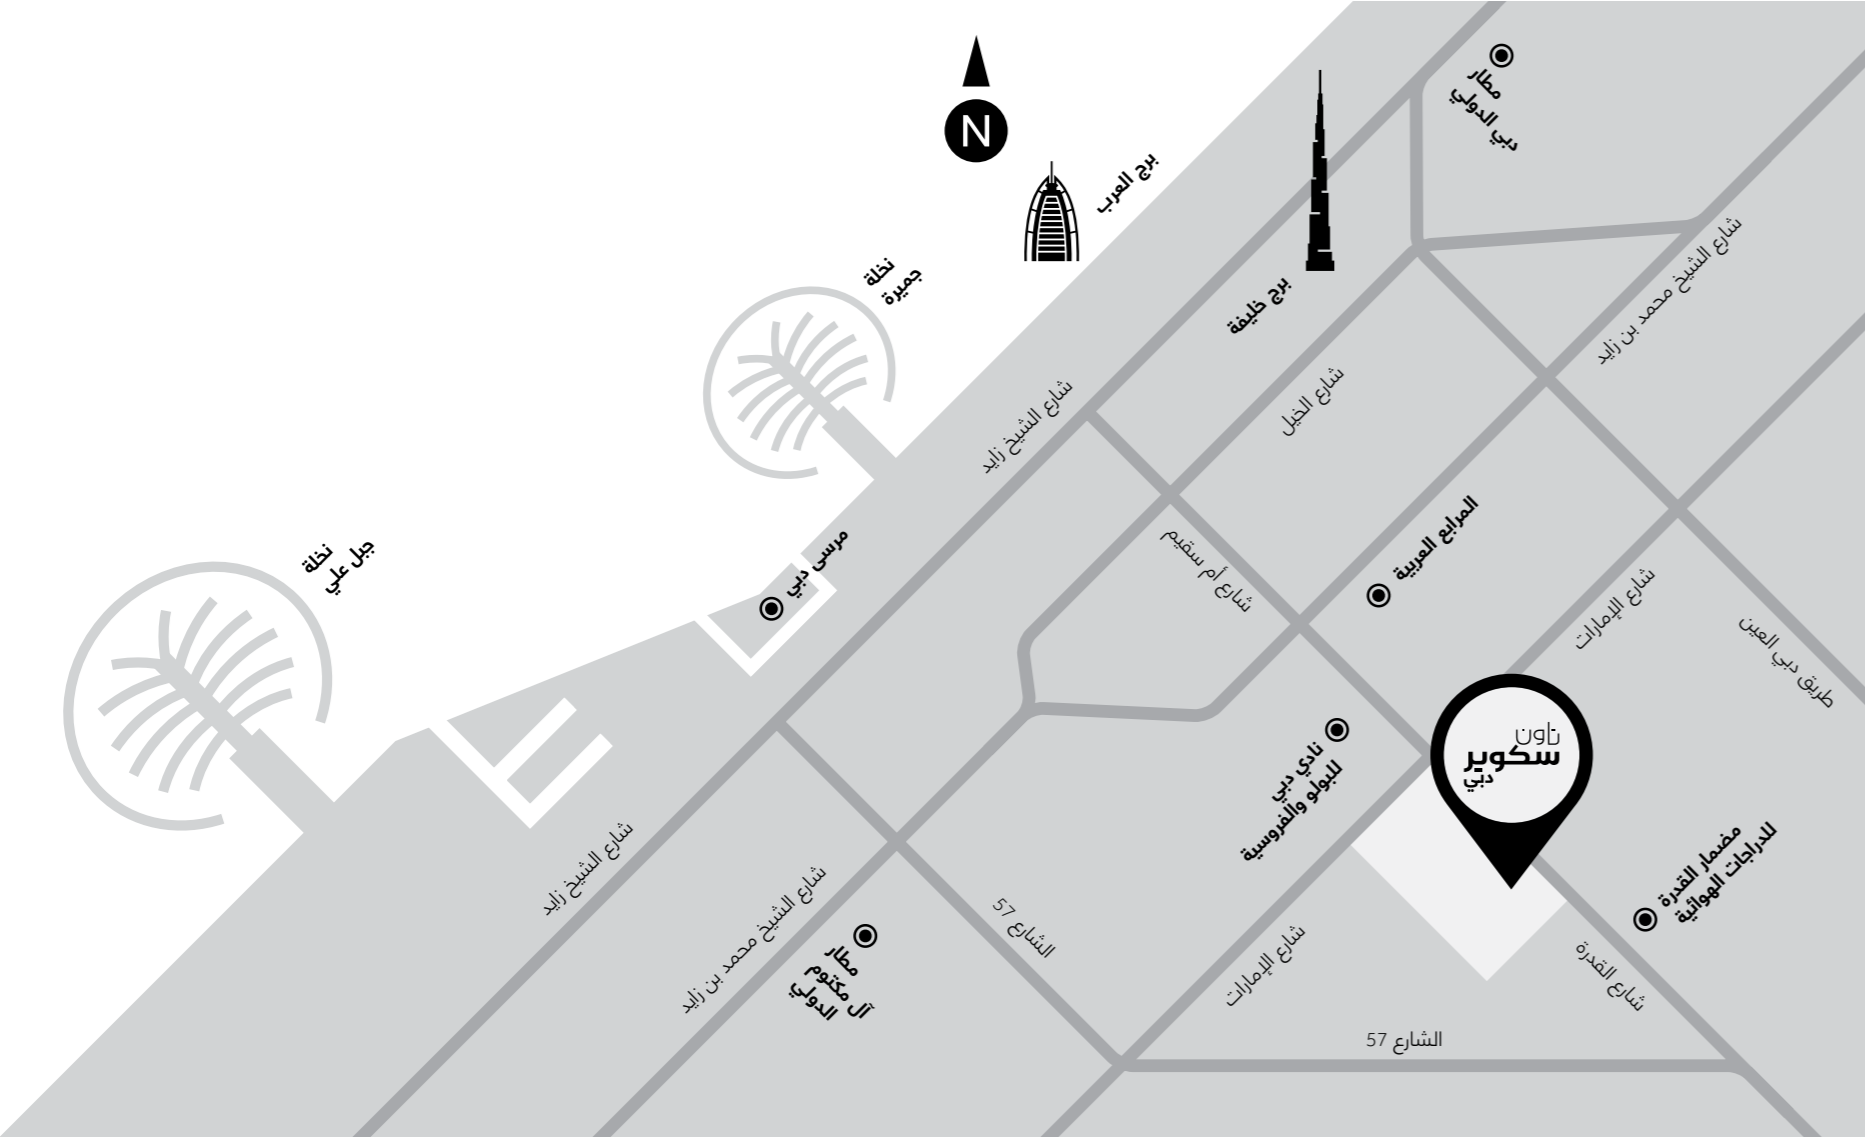 مطار
دبي الدولي
N
برج العرب
شارع الشيخ محمد بن زايد
نخلة
جميرة
برج خليفة
شارع الخيل
شارع الشيخ زايد
المرابع العربية
مرسى دبي
نخلة
جبل علي
شارع أم سقيم
شارع الإمارات
طريق دبي العين
تاون
سكوير
دبي
نادي دبي
للبولو والفروسية
مضمار القدرة
للدراجات الهوائية
شارع الشيخ زايد
شارع الشيخ محمد بن زايد
الشارع 57
مطار
آل مكتوم
الدولي
شارع الإمارات
شارع القدرة
الشارع 57